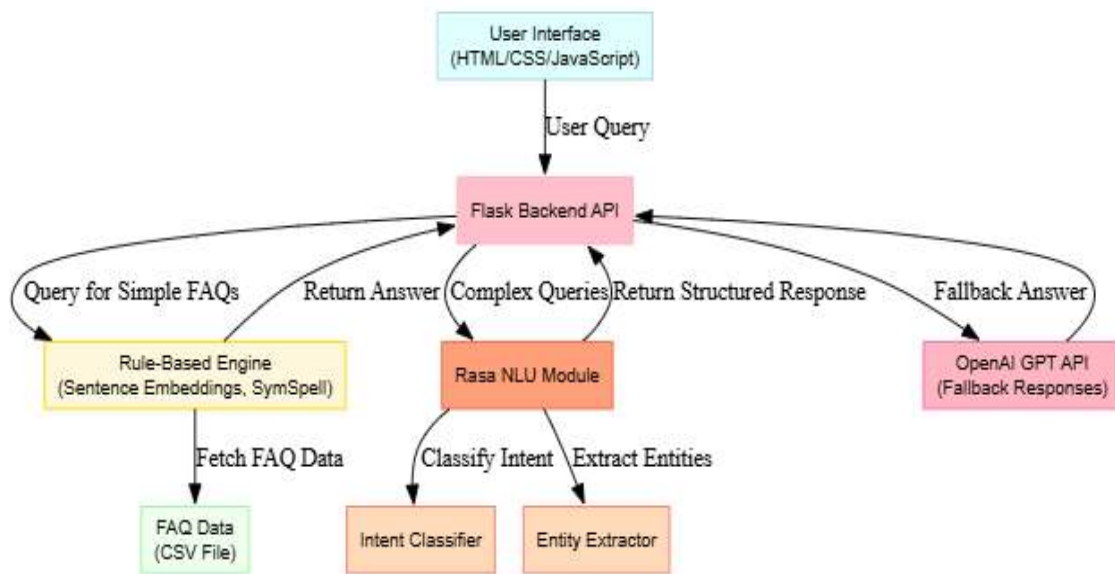 User Interface
(HTML/CSS/JavaScript)
User Query
Flask Backend API
Query for Simple FAQs
Return Answer
Complex Queries
Return Structured Response
Fallback Answer
Rule-Based Engine
(Sentence Embeddings, SymSpell)
Rasa NLU Module
OpenAI GPT API
(Fallback Responses)
Fetch FAQ Data
Classify Intent
Extract Entities
FAQ Data
(CSV File)
Intent Classifier
Entity Extractor